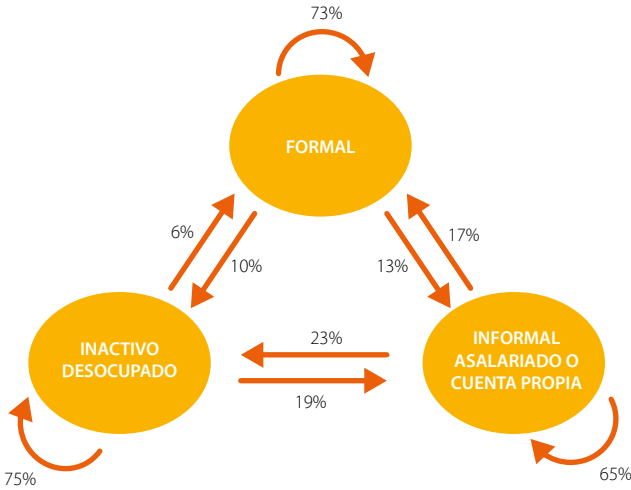 73%
FORMAL
6%
10%
13%
17%
INACTIVO
DESOCUPADO
23%
19%
INFORMAL
ASALARIADO O
CUENTA PROPIA
75%
65%